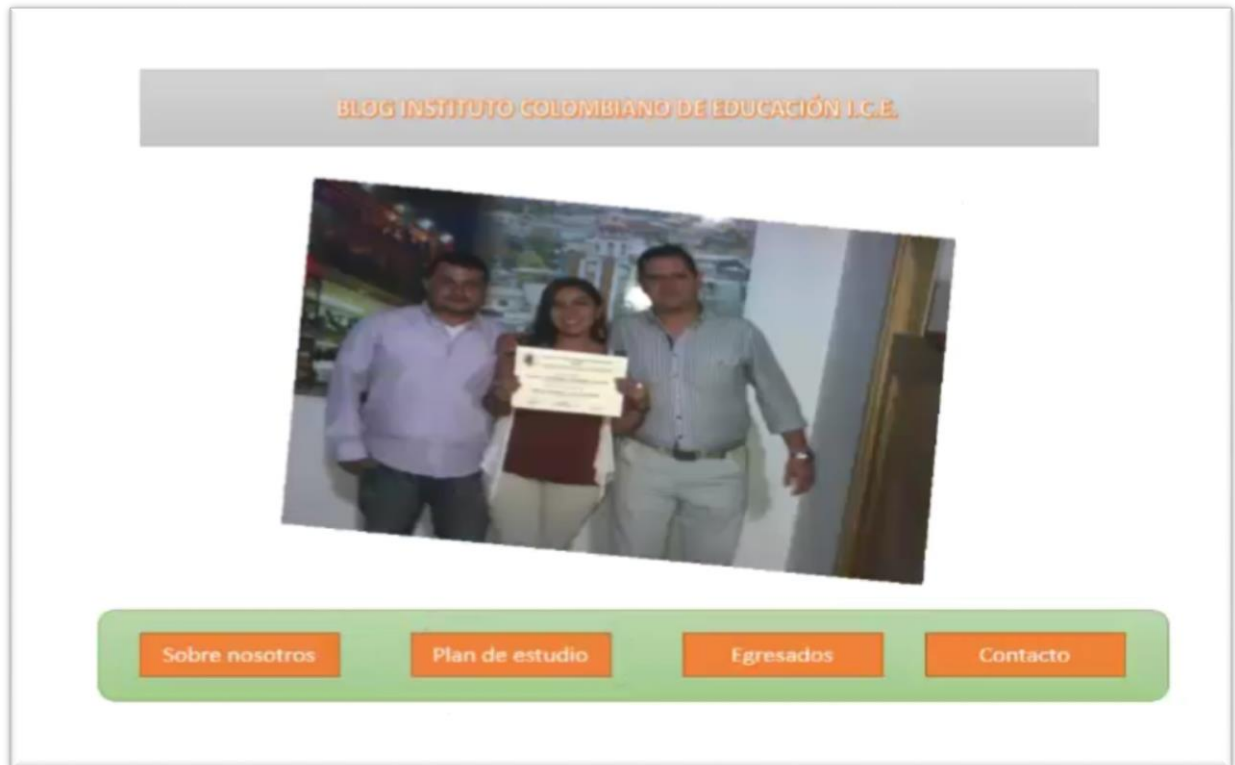 BLOG INSTITUTO COLOMBIANO DE EDUCACIÓN I.C.E.
Sobre nosotros
Plan de estudio
Egresados
Contacto